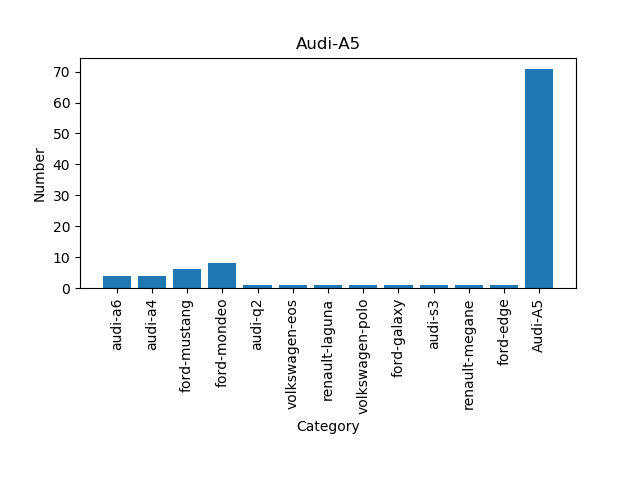 Audi-A5
Number
70
60
50
40
30
20
10
0
audi-a6
audi-a4
ford-mustang
ford-mondeo
audi-q2
volkswagen-eos
renault-laguna
volkswagen-polo
ford-galaxy
audi-s3
renault-megane
ford-edge
Audi-A5
Category